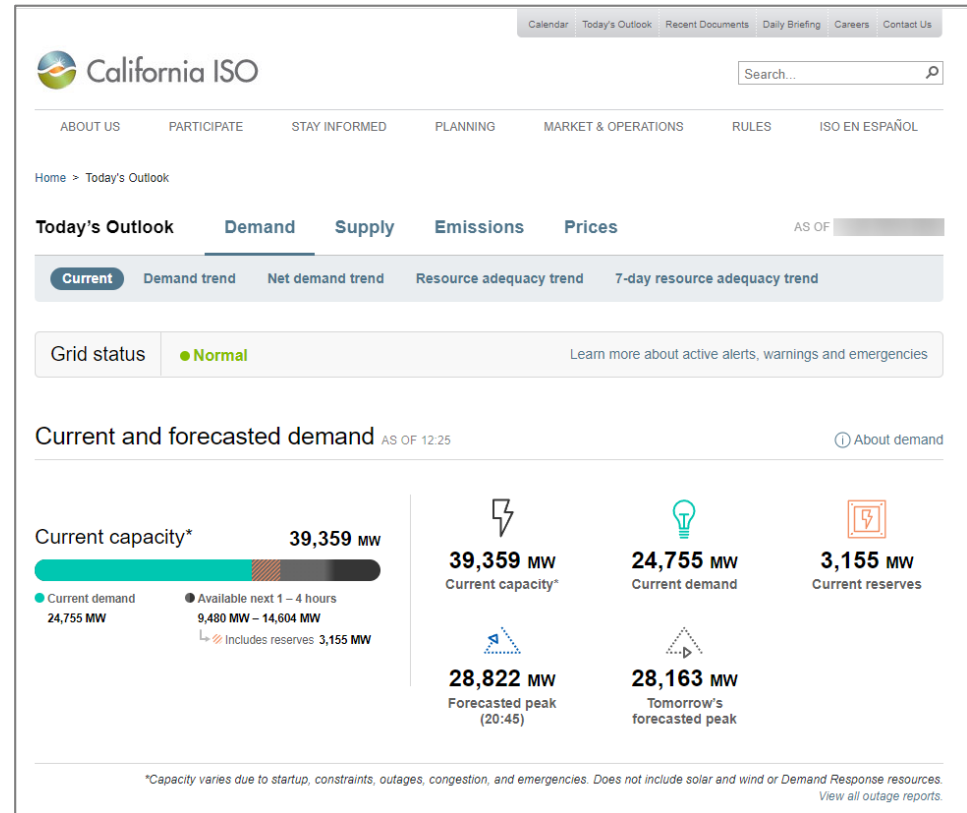 Calendar Today's Outlook Recent Documents Daily Briefing Careers Contact Us
California ISO
Search...
ABOUT US PARTICIPATE STAY INFORMED PLANNING MARKET & OPERATIONS RULES ISO EN ESPAÑOL
Home > Today's Outlook
Today's Outlook Demand Supply Emissions Prices AS OF
Current Demand trend Net demand trend Resource adequacy trend 7-day resource adequacy trend
Grid status Normal Learn more about active alerts, warnings and emergencies
Current and forecasted demand AS OF 12:25 About demand
Current capacity* 39,359 MW
Current demand Available next 1 – 4 hours
24,755 MW 9,480 MW – 14,604 MW
Includes reserves 3,155 MW
39,359 MW 24,755 MW 3,155 MW
Current capacity* Current demand Current reserves
28,822 MW 28,163 MW
Forecasted peak Tomorrow's
(20:45) forecasted peak
*Capacity varies due to startup, constraints, outages, congestion, and emergencies. Does not include solar and wind or Demand Response resources.
View all outage reports.